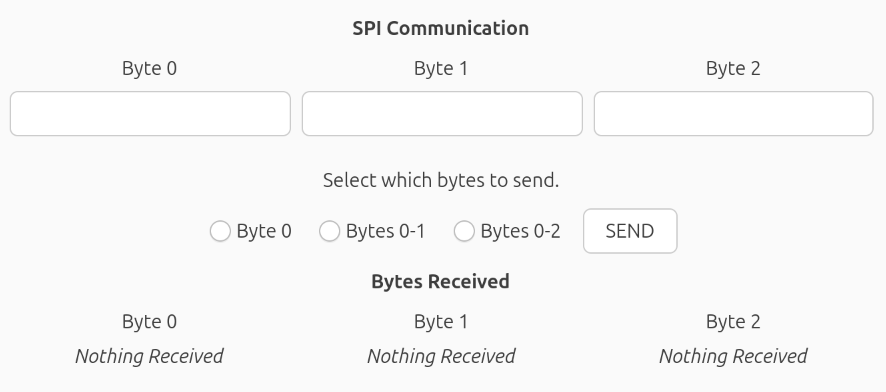 SPI Communication
Byte 0 Byte 1 Byte 2
Select which bytes to send.
Byte 0 Bytes 0-1 Bytes 0-2 SEND
Bytes Received
Byte 0 Byte 1 Byte 2
Nothing Received Nothing Received Nothing Received